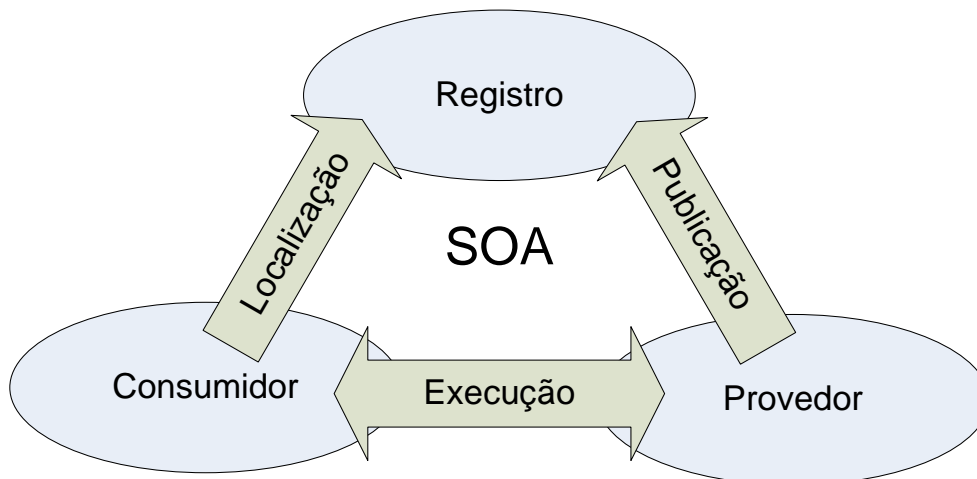 Registro
Localização
Publicação
SOA
Consumidor
Execução
Provedor